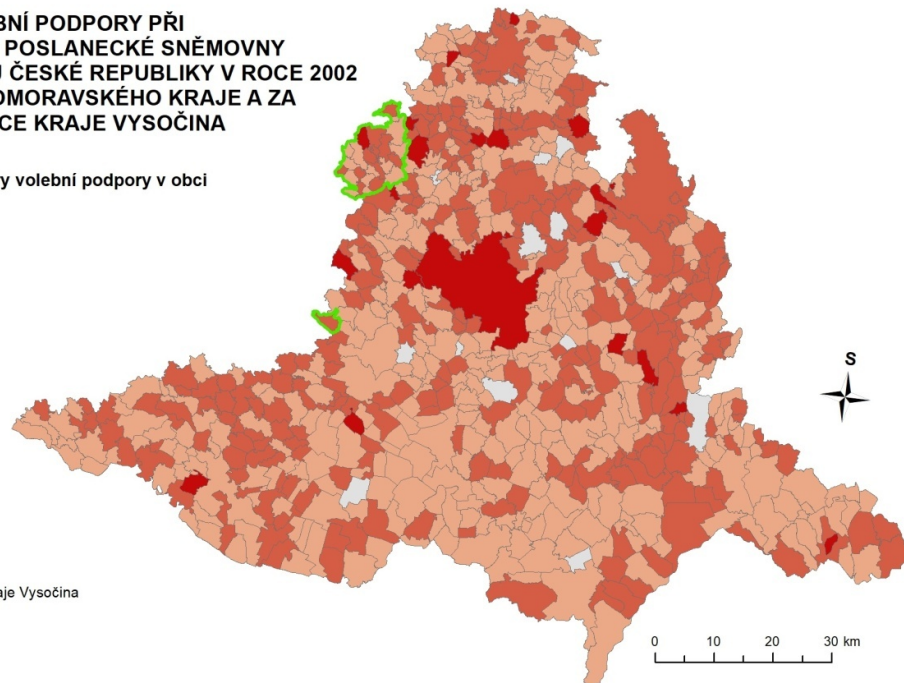 BNÍ PODPORY PŘI
POSLANECKÉ SNĚMOVNY
ČESKÉ REPUBLIKY V ROCE 2002
OMORAVSKÉHO KRAJE A ZA
CE KRAJE VYSOČINA
y volební podpory v obci
S
aje Vysočina
0 10 20 30 km